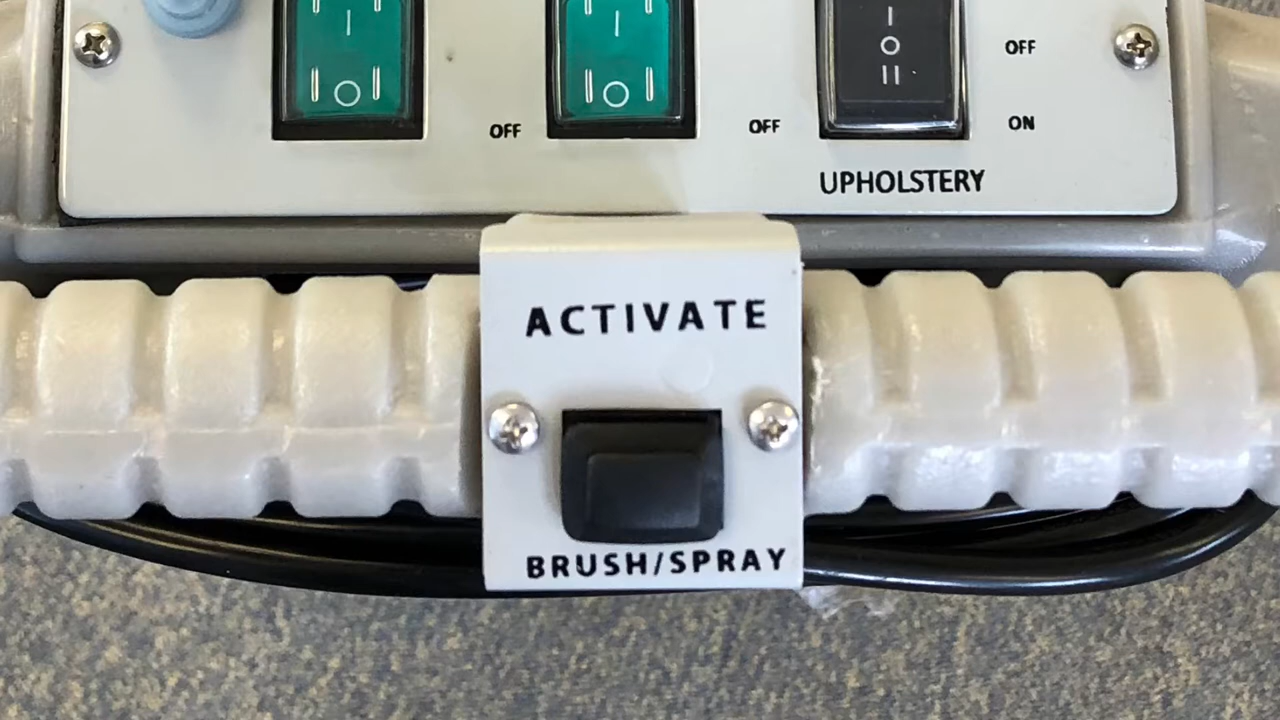 OFF
OFF OFF ON
UPHOLSTERY
ACTIVATE
BRUSH/SPRAY